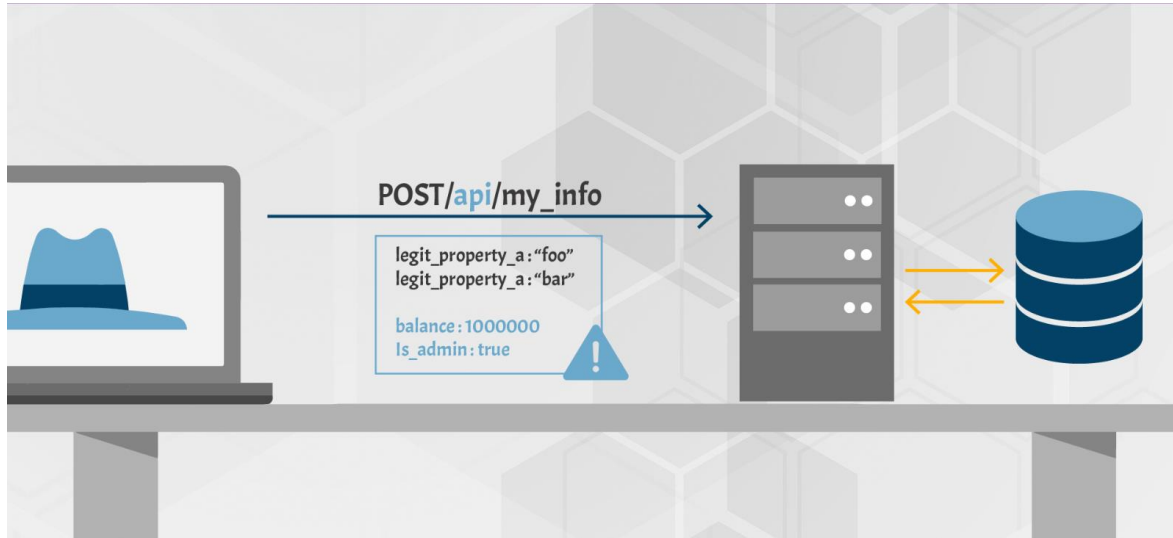 POST/api/my_info
legit_property_a : “foo”
legit_property_a : “bar”
balance : 1000000
Is_admin : true
!